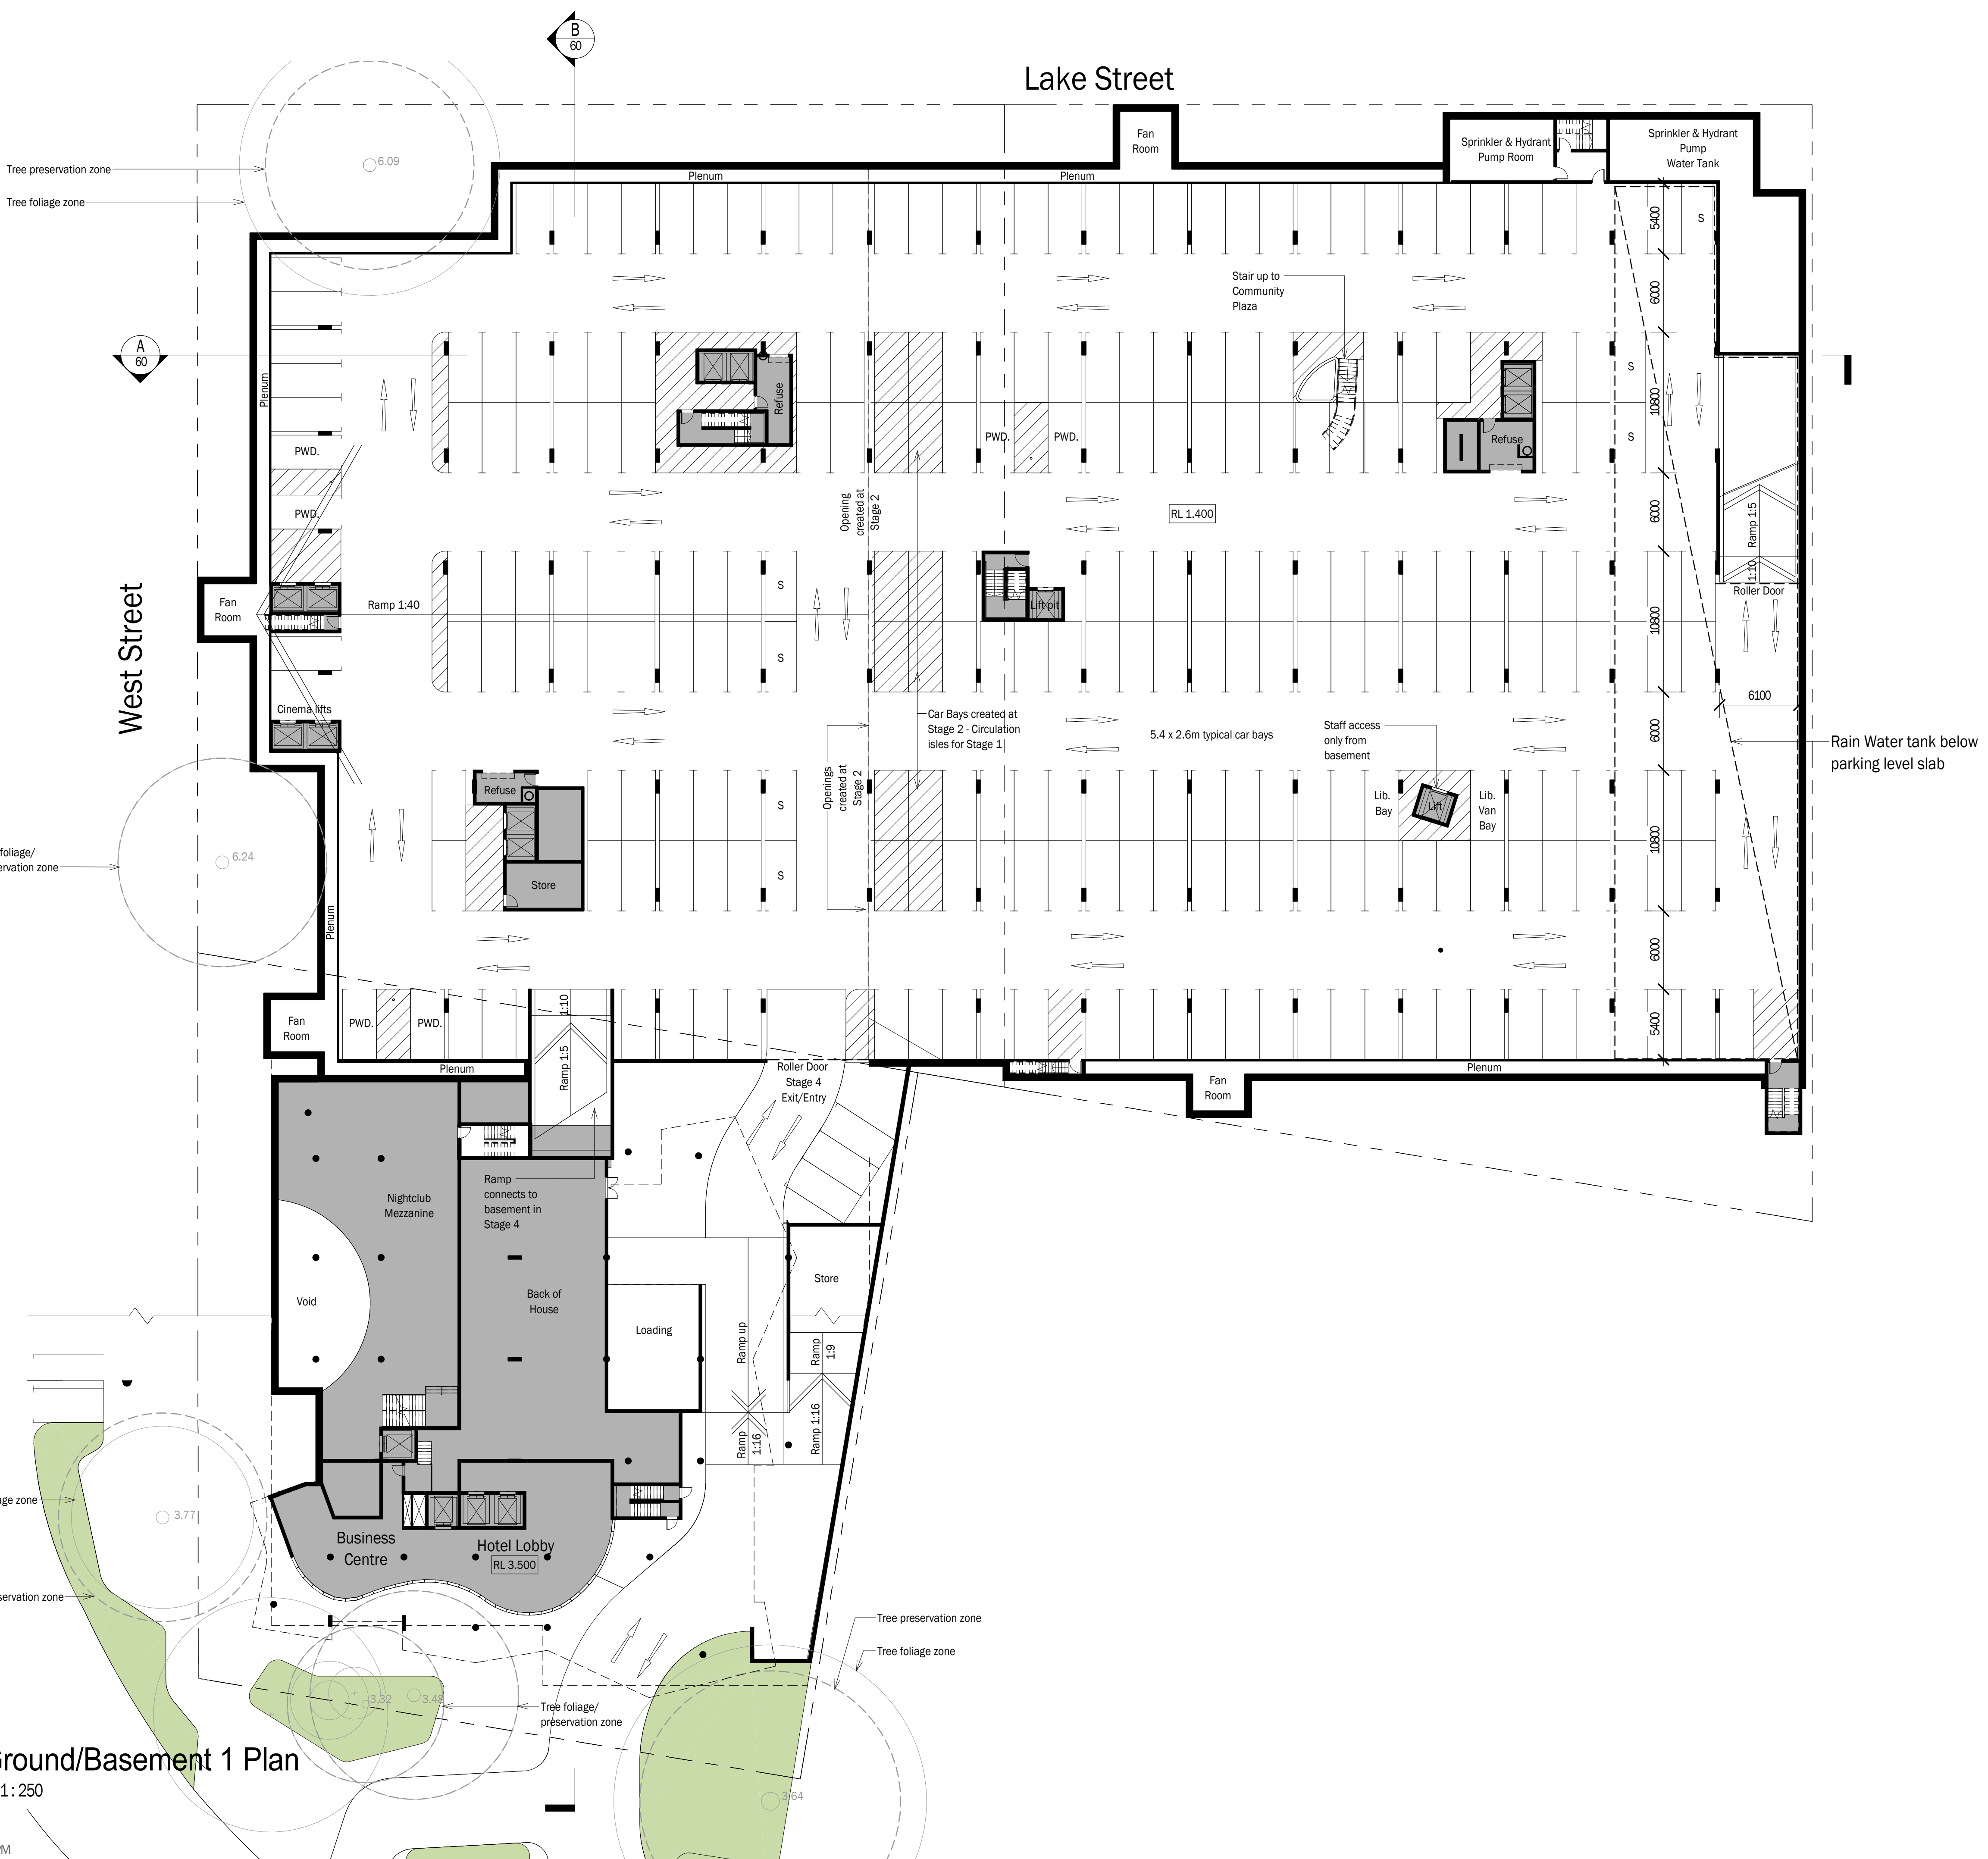 B
60
Lake Street
Fan
Room
Sprinkler & Hydrant
Pump Room
Sprinkler & Hydrant
Pump
Water Tank
Tree preservation zone
6.09
Plenum
Plenum
Tree foliage zone
S
5400
Stair up to
Community
Plaza
6000
A
60
Plenum
Refuse
S
10800
PWD.
PWD.
PWD.
Refuse
S
PWD.
Opening
created at
Stage 2
RL 1.400
6000
Ramp 1:5
1:10
Roller Door
West Street
Fan
Room
Ramp 1:40
S
Lift pit
10800
S
Cinema lifts
6100
Car Bays created at
Stage 2 - Circulation
isles for Stage 1
5.4 x 2.6m typical car bays
Staff access
only from
basement
6000
Rain Water tank below
parking level slab
Refuse
S
Openings
created at
Stage 2
Lib.
Bay
Lift
Lib.
Van
Bay
10800
foliage/
ervation zone
6.24
Store
S
Plenum
6000
Fan
Room
PWD.
PWD.
1:10
5400
Ramp 1:5
Plenum
Roller Door
Stage 4
Exit/Entry
Plenum
Fan
Room
Ramp
connects to
basement in
Stage 4
Nightclub
Mezzanine
Void
Back of
House
Store
Loading
Ramp up
Ramp
1:9
Ramp
1:16
Ramp 1:16
age zone
3.77
Business
Centre
Hotel Lobby
RL 3.500
servation zone
Tree preservation zone
Tree foliage zone
3.32
3.48
Tree foliage/
preservation zone
Ground/Basement 1 Plan
1 : 250
3.64
PM